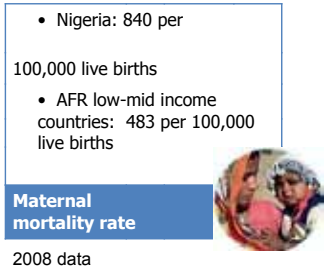 • Nigeria: 840 per
100,000 live births
• AFR low-mid income
countries:  483 per 100,000
live births
Maternal
mortality rate
2008 data